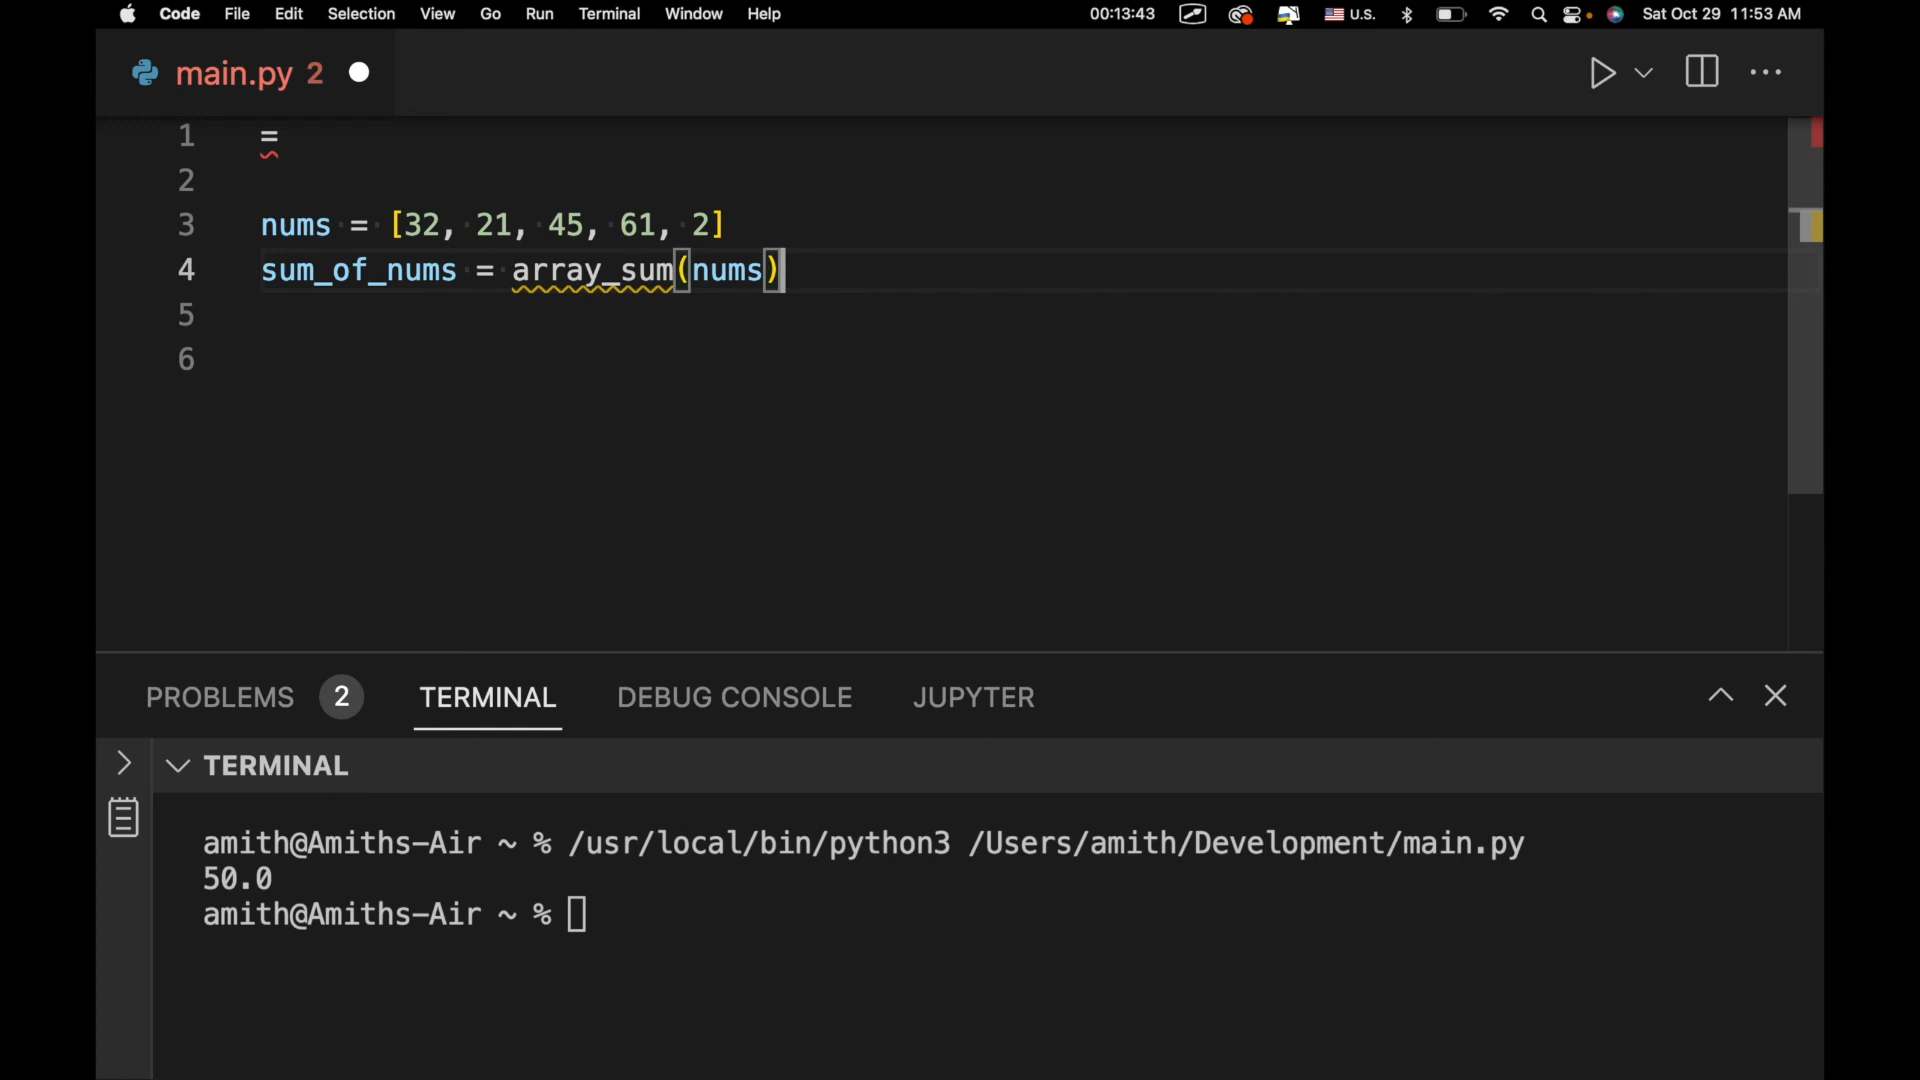 Code File Edit Selection View Go Run Terminal Window Help 00:13:43 U.S. Sat Oct 29 11:53 AM
main.py 2
1 =
2
3 nums = [32, 21, 45, 61, 2]
4 sum_of_nums = array_sum(nums)
5
6
PROBLEMS 2 TERMINAL DEBUG CONSOLE JUPYTER
TERMINAL
amith@Amiths-Air ~ % /usr/local/bin/python3 /Users/amith/Development/main.py
50.0
amith@Amiths-Air ~ %